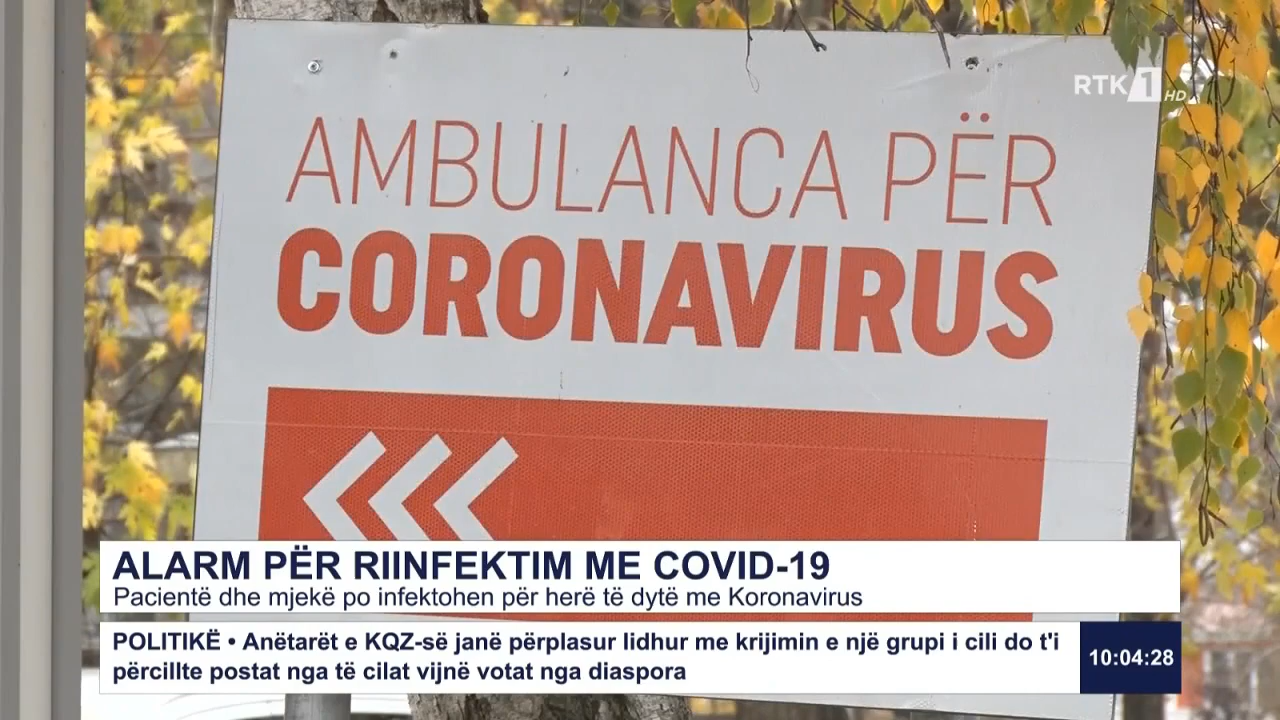 RTK 1 HD
AMBULANCA PËR
CORONAVIRUS
ALARM PËR RIINFEKTIM ME COVID-19
Pacientë dhe mjekë po infektohen për herë të dytë me Koronavirus
POLITIKË • Anëtarët e KQZ-së janë përplasur lidhur me krijimin e një grupi i cili do t'i
përcillte postat nga të cilat vijnë votat nga diaspora
10:04:28